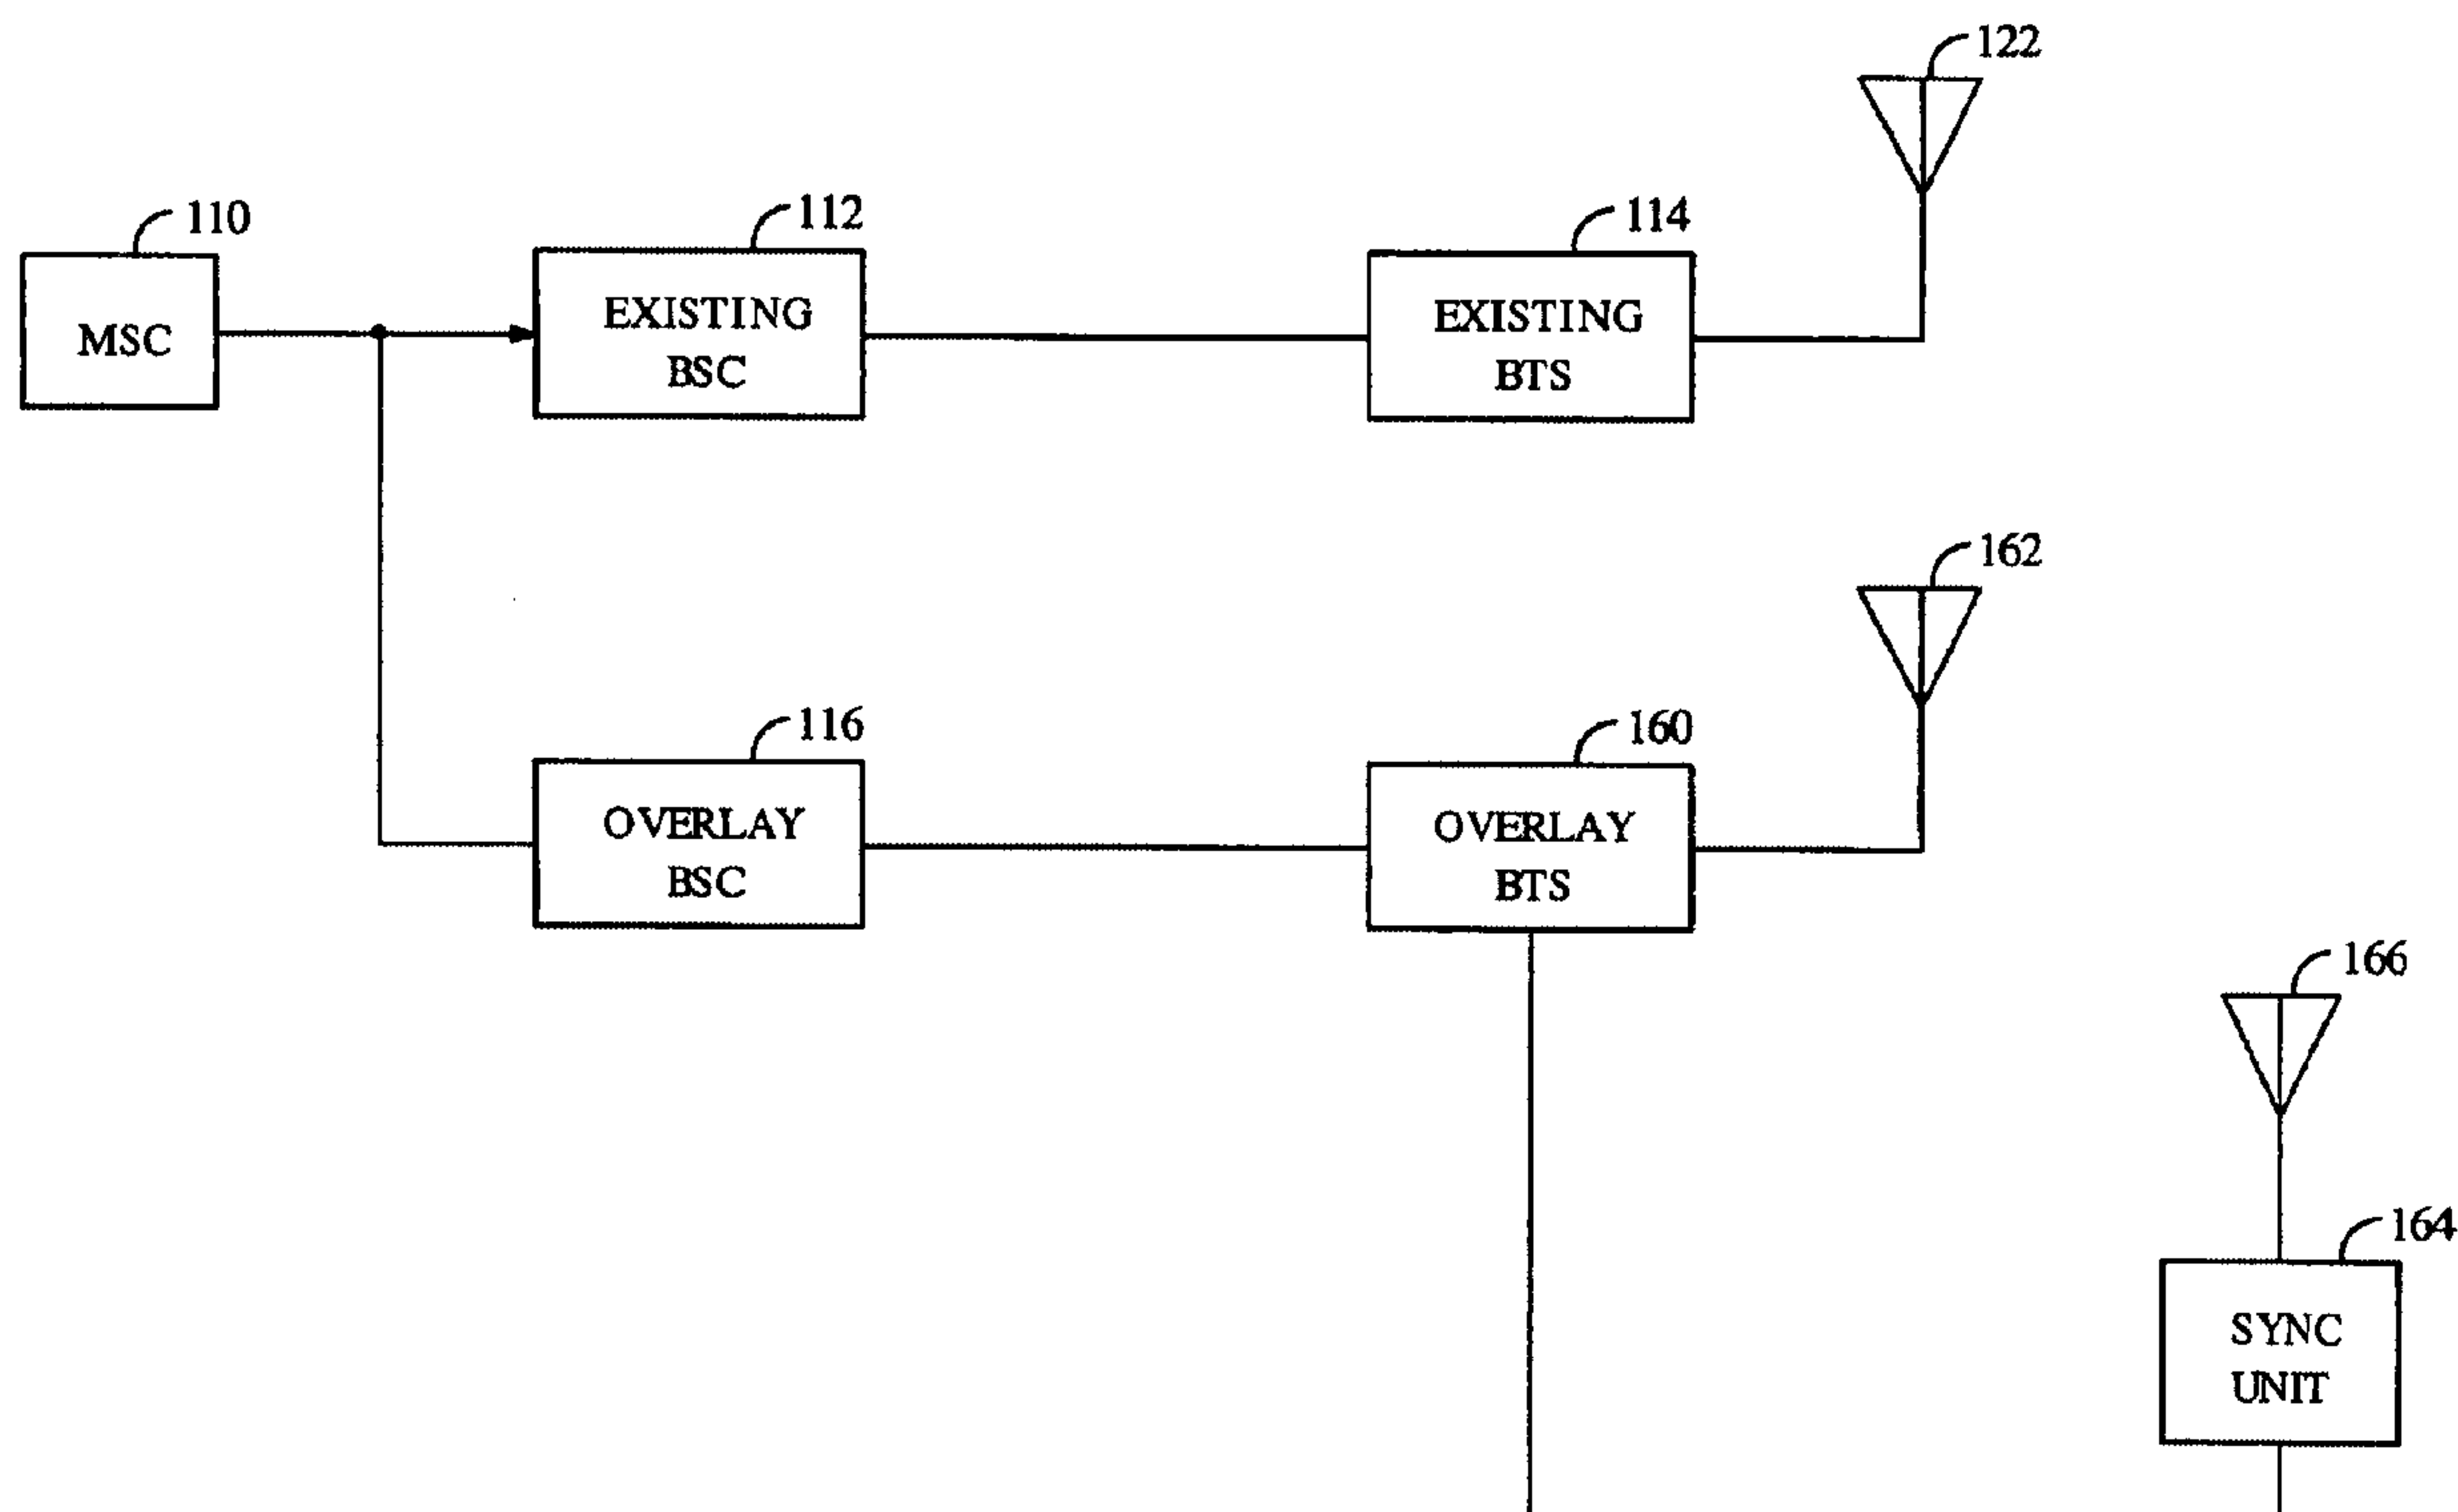 122
110
112
114
MSC
EXISTING
BSC
EXISTING
BTS
162
116
160
OVERLAY
BSC
OVERLAY
BTS
166
164
SYNC
UNIT